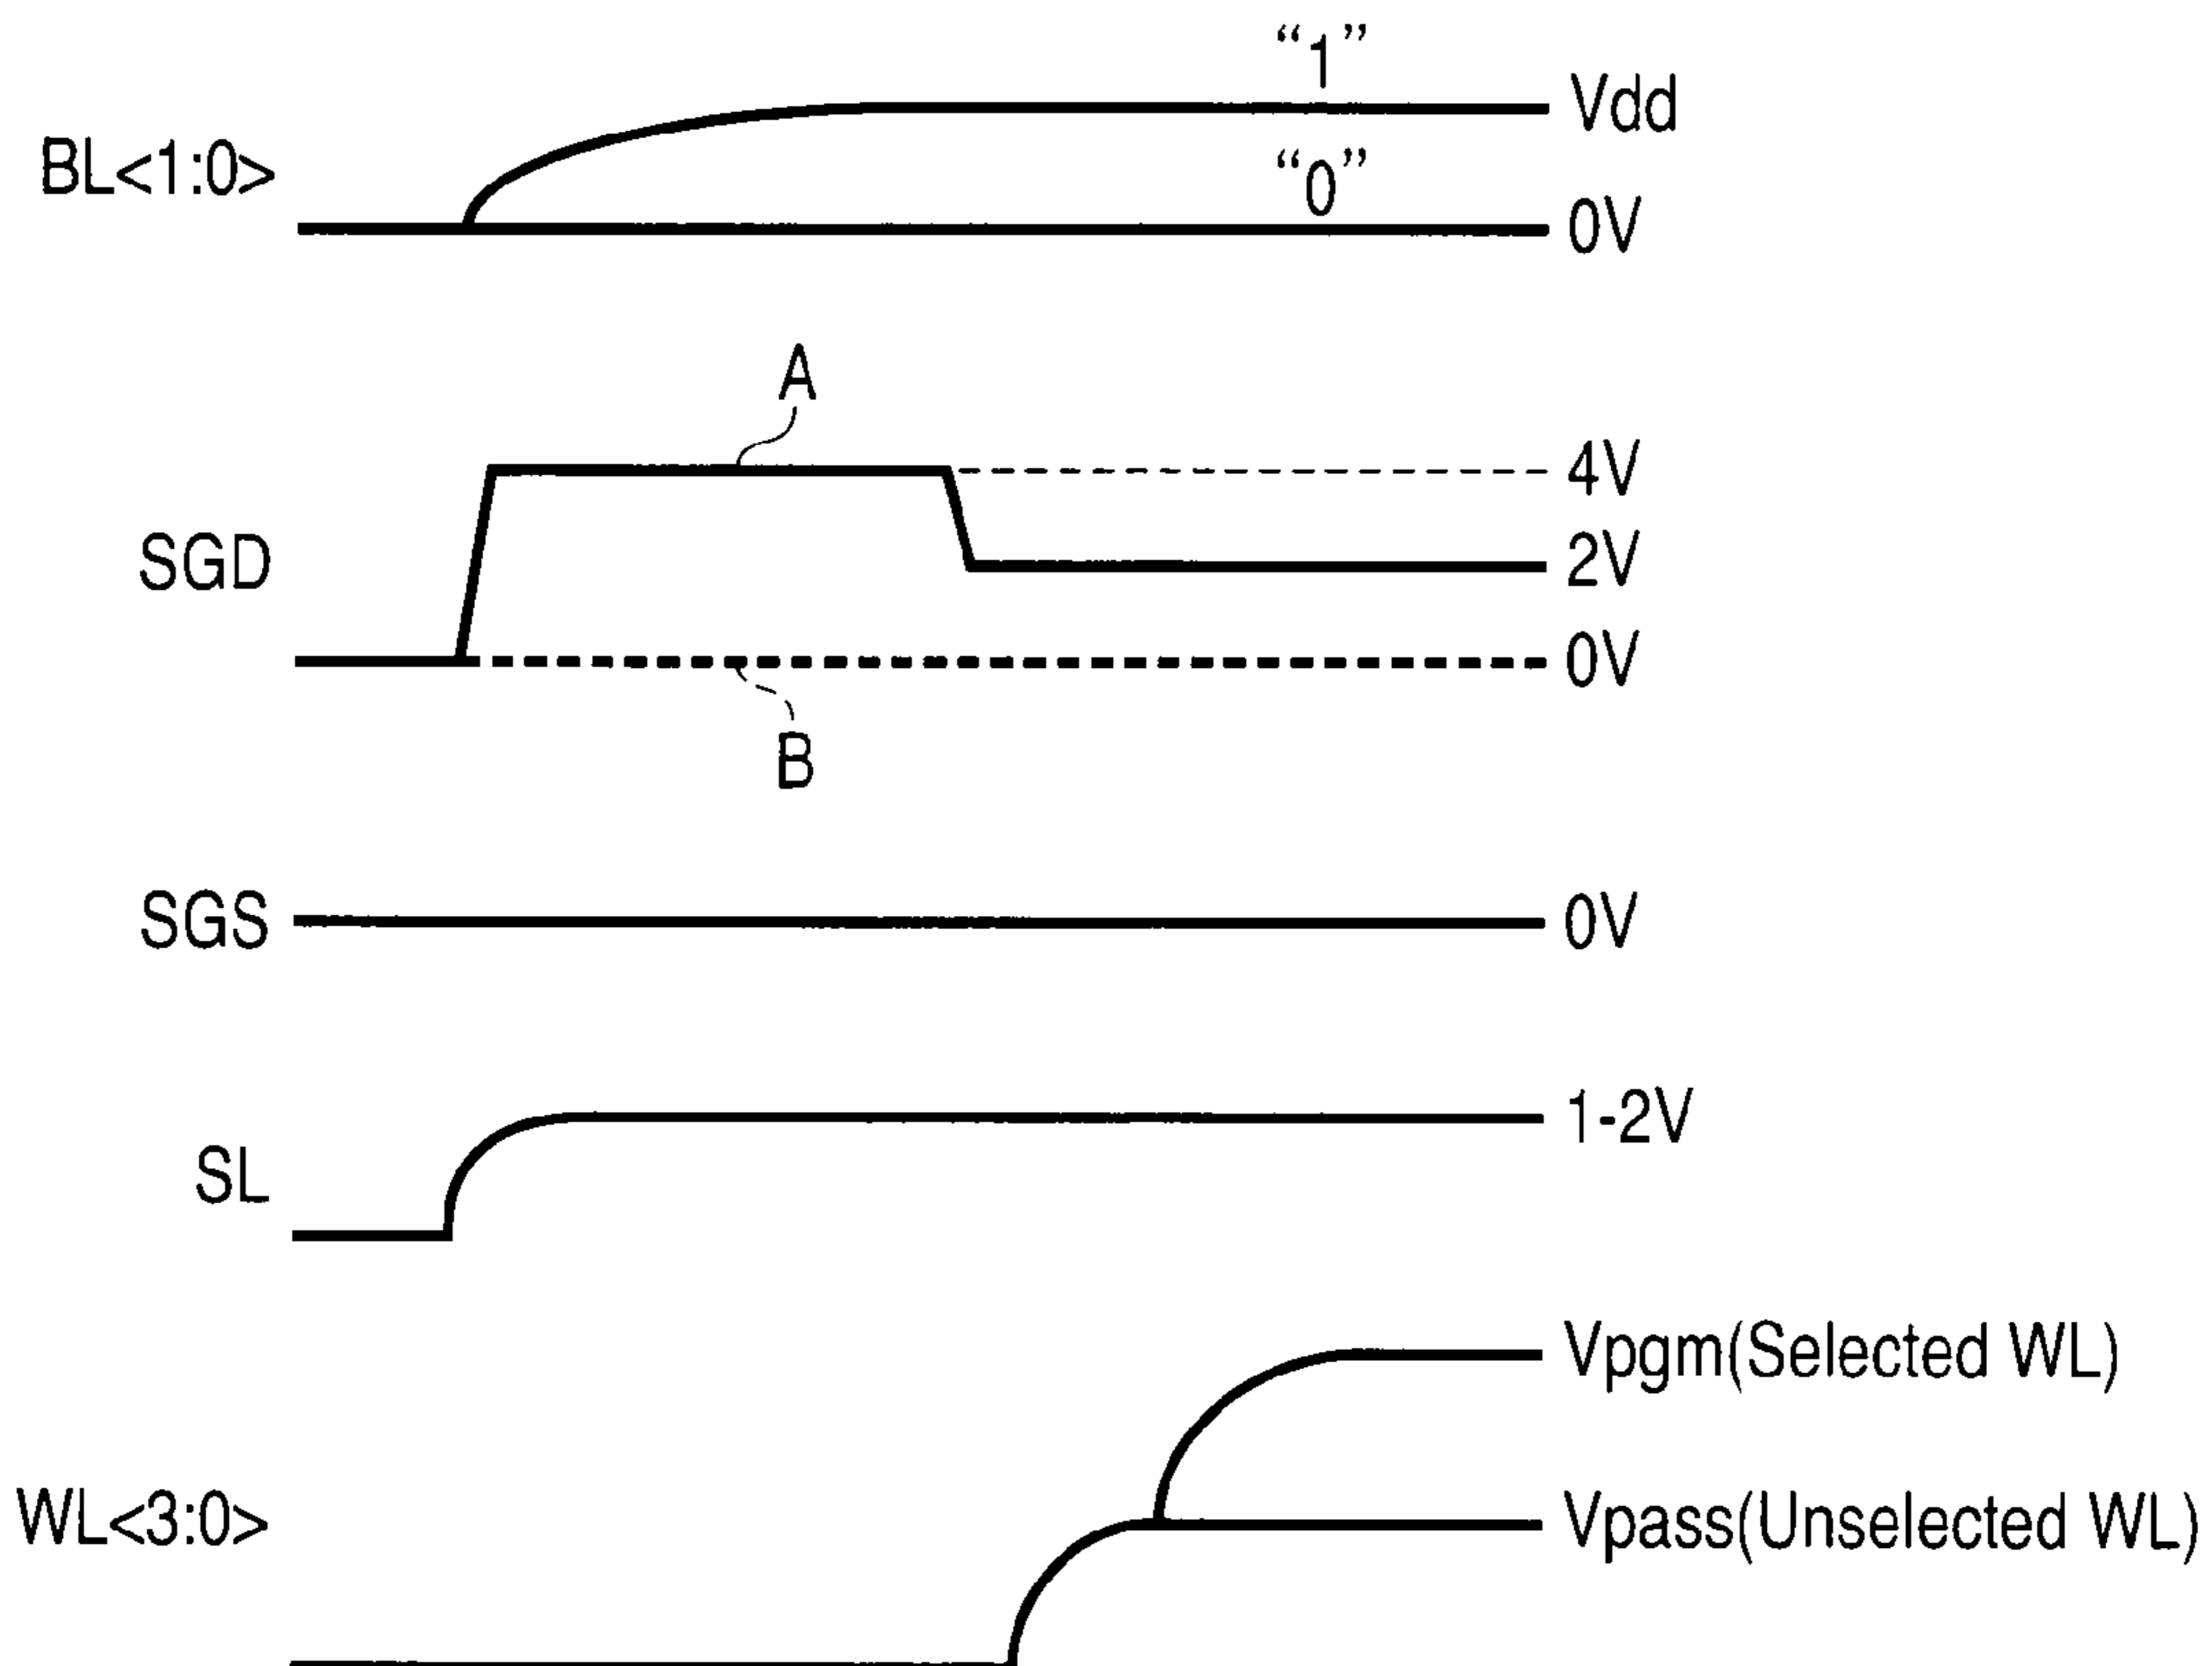 “1”
Vdd
BL<1:0>
“0”
0V
A
4V
SGD
2V
0V
B
SGS
0V
1-2V
SL
Vpgm(Selected WL)
WL<3:0>
Vpass(Unselected WL)